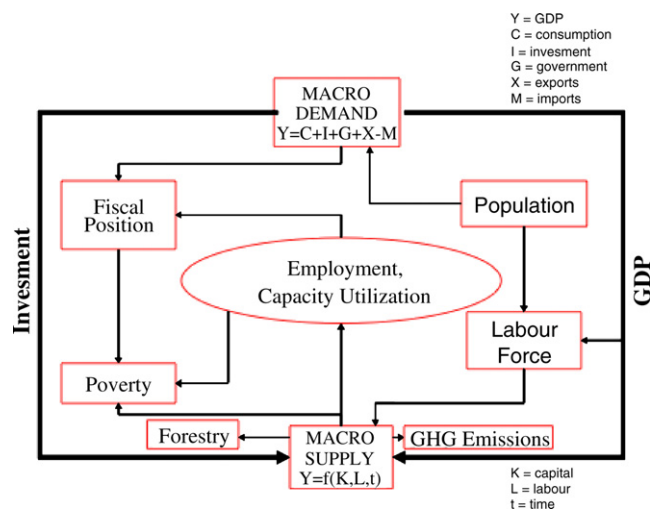 Y = GDP
C = consumption
I = invesment
G = government
X = exports
M = imports
MACRO
DEMAND
Y=C+I+G+X-M
Fiscal
Position
Population
Employment,
Capacity Utilization
Invesment
GDP
Labour
Force
Poverty
Forestry
MACRO
SUPPLY
Y=f(K,L,t)
GHG Emissions
K = capital
L = labour
t = time